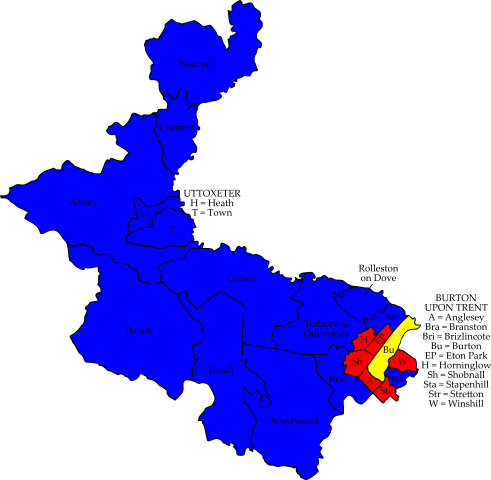 Weaver
Churnet
Abbey
UTTOXETER
H = Heath
T = Town
H
T
Rolleston
on Dove
Crown
BURTON
UPON TRENT
A = Anglesey
Bra = Branston
Bri = Brizlincote
Bu = Burton
EP = Eton Park
H = Horninglow
Sh = Shobnall
Sta = Stapenhill
Str = Stretton
W = Winshill
Str
Tutbury &
Outwoods
Bagot
H
EP
Bu
Sh
W
Yoxall
Bra
A
Bri
Sta
Needwood